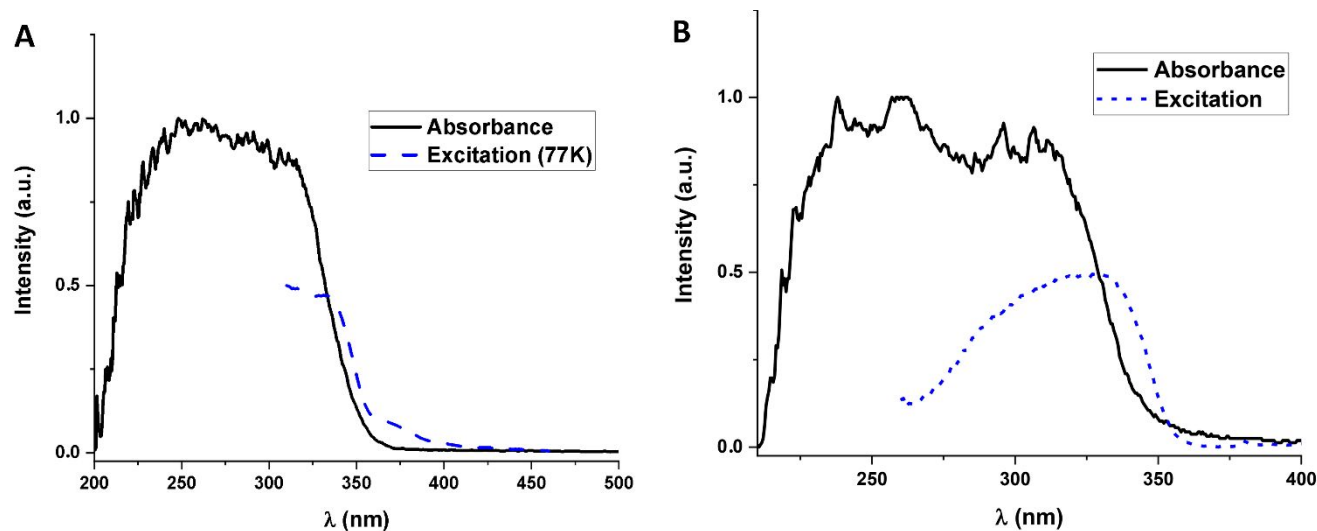 A
Intensity (a.u.)
1.0
0.5
0.0
200 250 300 350 400 450 500
λ (nm)
Absorbance
Excitation (77K)
B
Intensity (a.u.)
1.0
0.5
0.0
250 300 350 400
λ (nm)
Absorbance
Excitation